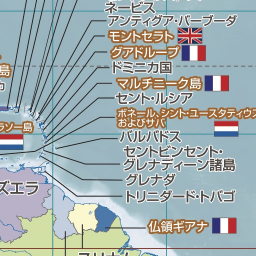 ネービス
アンティグア・バーブーダ
モントセラト
グアドループ
ドミニカ国
マルチニーク島
セント・ルシア
ボネール、シント・ユースタティウス
およびサバ
バルバドス
セントビンセント・
グレナディーン諸島
グレナダ
トリニダード・トバゴ
島
ラソー島
ズエラ
仏領ギアナ
スリナム